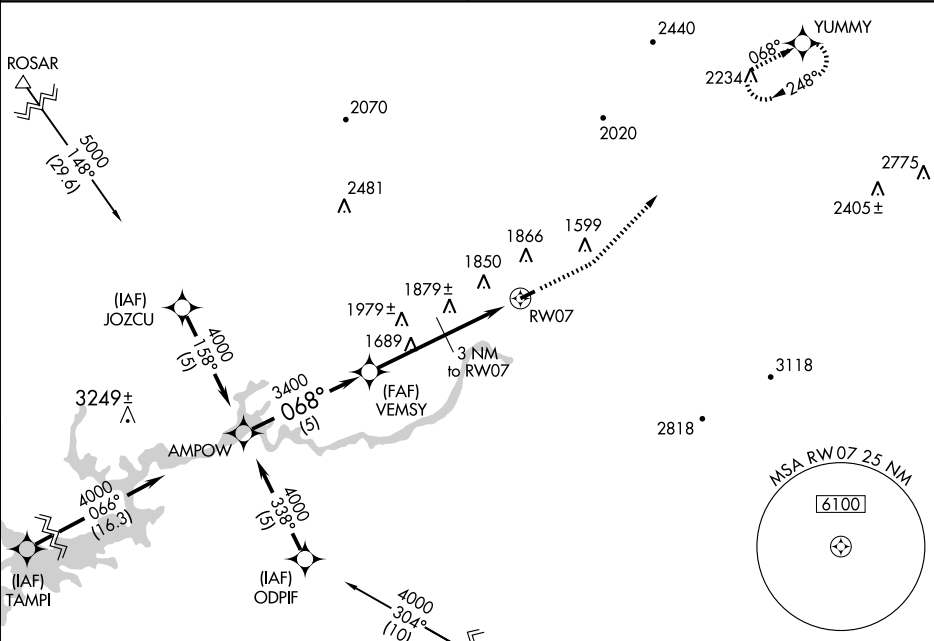 2440
YUMMY
068°
2234
248°
ROSAR
5000
148°
(29.6)
2070
2020
2775
2405±
2481
1599
1866
1850
1879±
1979±
1689
RW07
3 NM
to RW07
(IAF)
JOZCU
4000
158°
(5)
3249±
3400
068°
(5)
(FAF)
VEMSY
AMPOW
3118
2818
4000
066°
(16.3)
(IAF)
TAMPI
4000
338°
(5)
(IAF)
ODPIF
4000
304°
(10)
MSA RW07 25 NM
6100